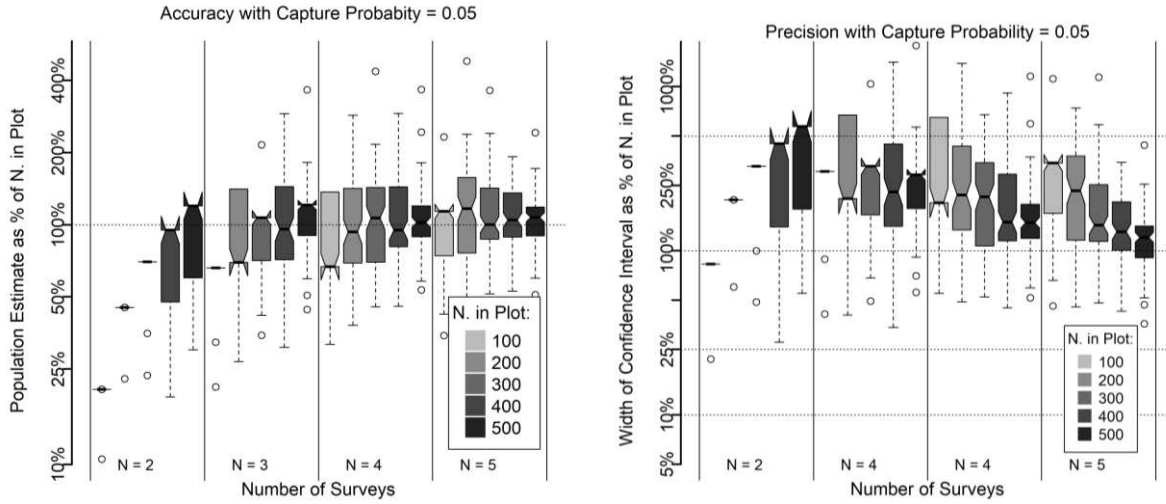 Accuracy with Capture Probabity = 0.05
Population Estimate as % of N. in Plot
400%
200%
100%
50%
25%
10%
N. in Plot:
100
200
300
400
500
N = 2
N = 3
N = 4
N = 5
Number of Surveys
Precision with Capture Probability = 0.05
Width of Confidence Interval as % of N. in Plot
1000%
250%
100%
25%
10%
5%
N. in Plot:
100
200
300
400
500
N = 2
N = 4
N = 4
N = 5
Number of Surveys